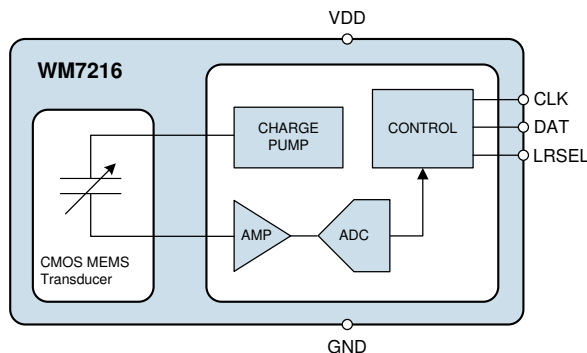 VDD
WM7216
CHARGE
PUMP
CONTROL
CLK
DAT
LRSEL
AMP
ADC
CMOS MEMS
Transducer
GND